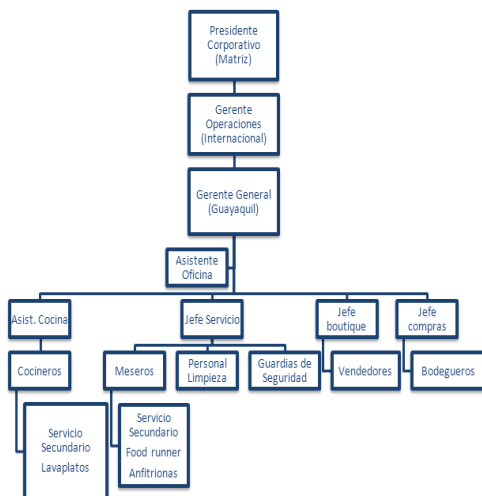 Presidente
Corporativo
(Matriz)
Gerente
Operaciones
(Internacional)
Gerente General
(Guayaquil)
Asistente
Oficina
Asist. Cocina
Jefe Servicio
Jefe
boutique
Jefe
compras
Cocineros
Meseros
Personal
Limpieza
Guardias de
Seguridad
Vendedores
Bodegueros
Servicio
Secundario
Lavaplatos
Servicio
Secundario
Food runner
Anfitrionas